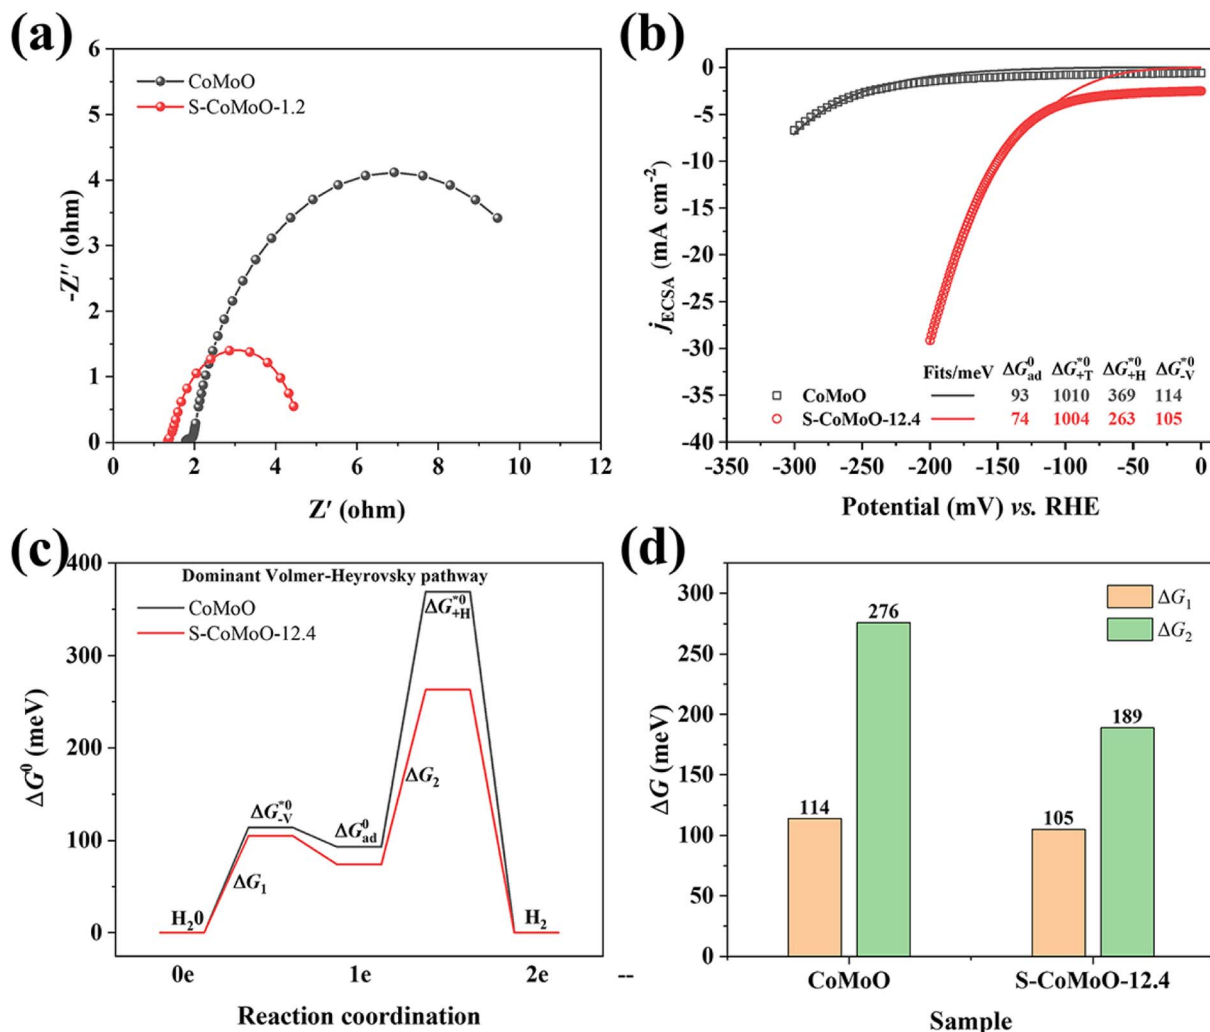 (a)
6
5
4
3
2
1
0
-Z″ (ohm)
CoMoO
S-CoMoO-1.2
0 2 4 6 8 10 12
Z′ (ohm)
(b)
0
-5
-10
-15
-20
-25
-30
-35
-40
jECSA (mA cm-2)
Fits/meV ΔG0ad ΔG*0+T ΔG*0+H ΔG*0-V
CoMoO 93 1010 369 114
S-CoMoO-12.4 74 1004 263 105
-350 -300 -250 -200 -150 -100 -50 0
Potential (mV) vs. RHE
(c)
400
300
200
100
0
ΔG0 (meV)
Dominant Volmer-Heyrovsky pathway
CoMoO
S-CoMoO-12.4
ΔG*0+H
ΔG2
ΔG*0-V
ΔG0ad
ΔG1
H20
H2
0e 1e 2e --
Reaction coordination
(d)
300
250
200
150
100
50
0
ΔG (meV)
ΔG1
ΔG2
276
189
114
105
CoMoO S-CoMoO-12.4
Sample